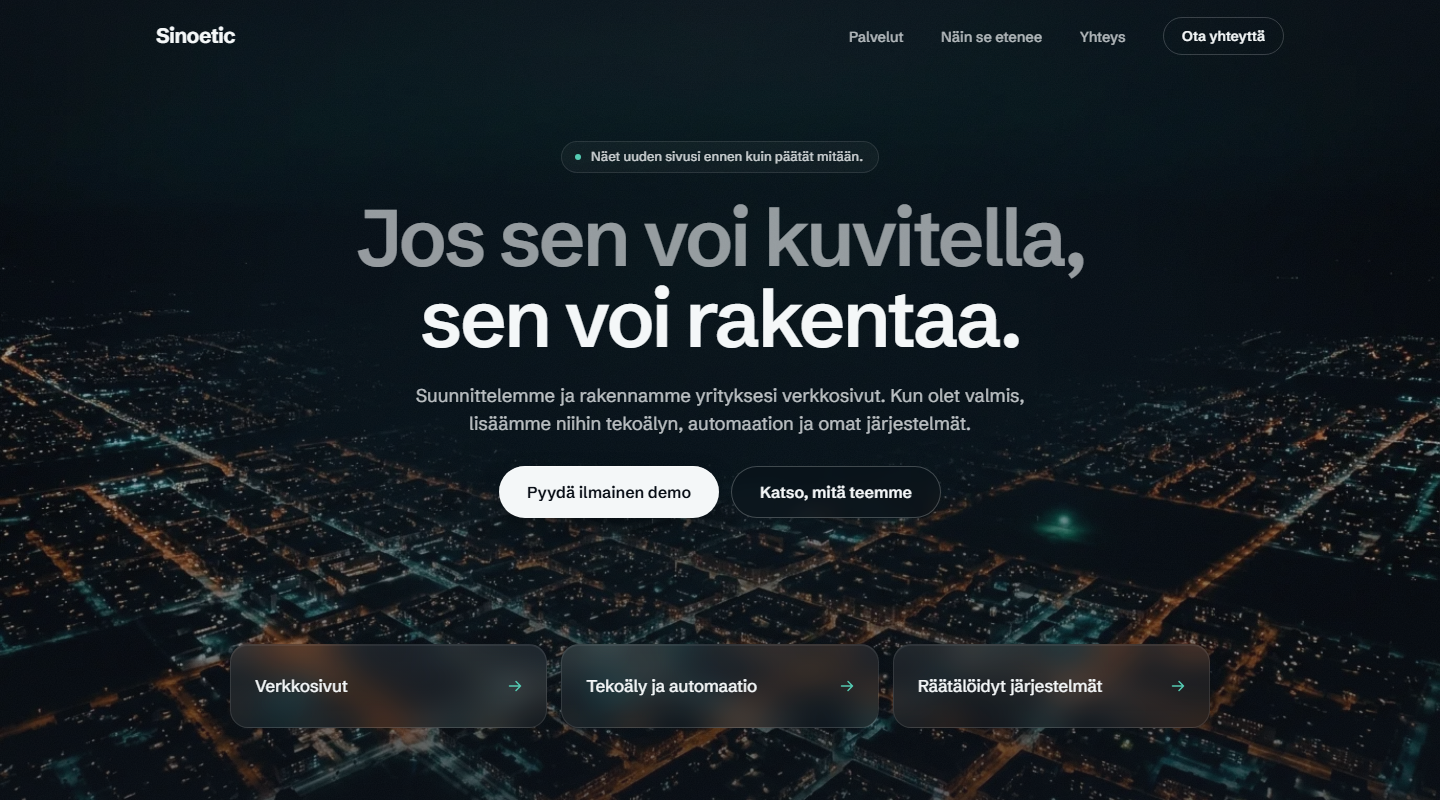 Sinoetic
Palvelut
Näin se etenee
Yhteys
Ota yhteyttä
Näet uuden sivusi ennen kuin päätät mitään.
Jos sen voi kuvitella,
sen voi rakentaa.
Suunnittelemme ja rakennamme yrityksesi verkkosivut. Kun olet valmis,
lisäämme niihin tekoälyn, automaation ja omat järjestelmät.
Pyydä ilmainen demo
Katso, mitä teemme
Verkkosivut
Tekoäly ja automaatio
Räätälöidyt järjestelmät